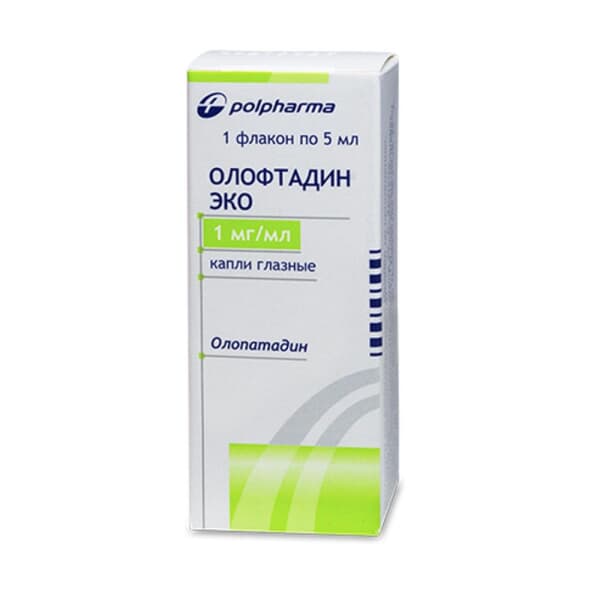 polpharma
1 флакон по 5 мл
ОЛОФТАДИН
ЭКО
1 мг/мл
капли глазные
Олопатадин